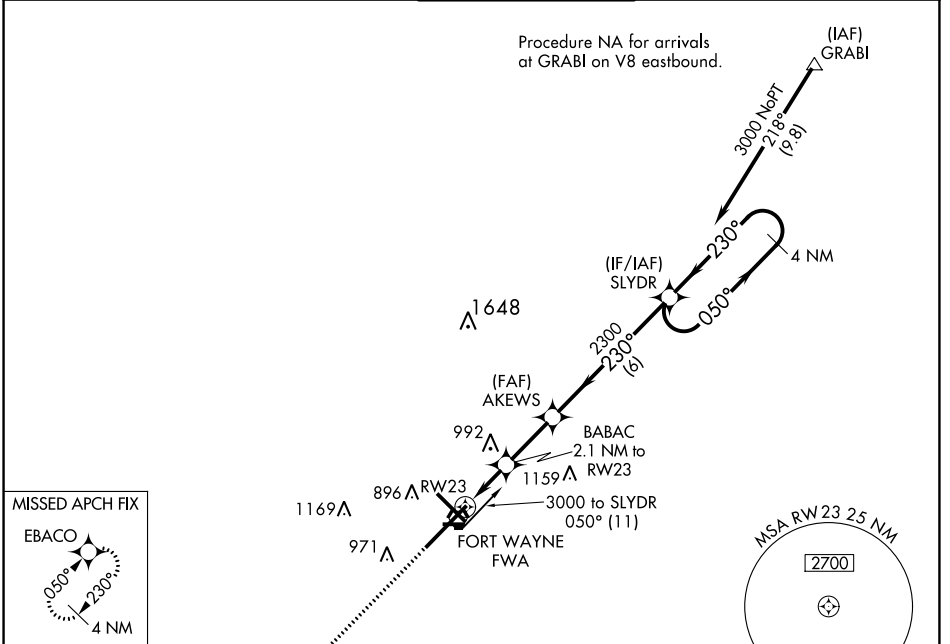 Procedure NA for arrivals
at GRABI on V8 eastbound.
(IAF)
GRABI
3000 NoPT
218°
(9.8)
230°
4 NM
050°
(IF/IAF)
SLYDR
1648
2300
230°
(6)
(FAF)
AKEWS
992
BABAC
2.1 NM to
RW23
1159
896
RW23
1169
3000 to SLYDR
050° (11)
971
FORT WAYNE
FWA
MISSED APCH FIX
EBACO
050°
230°
4 NM
MSA RW23 25 NM
2700